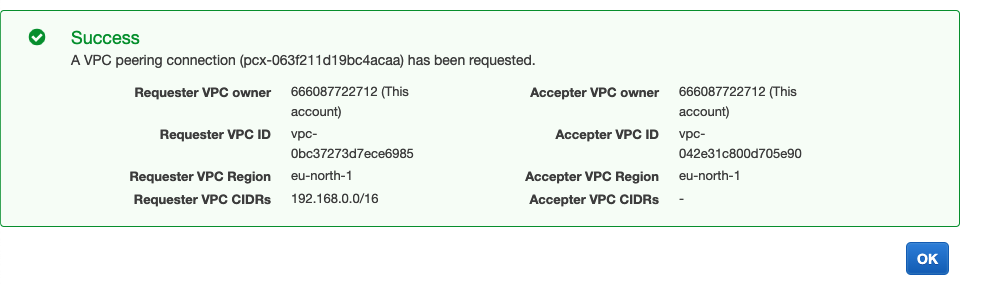 Success
A VPC peering connection (pcx-063f211d19bc4acaa) has been requested.
Requester VPC owner 666087722712 (This account) Accepter VPC owner 666087722712 (This account)
Requester VPC ID vpc-0bc37273d7ece6985 Accepter VPC ID vpc-042e31c800d705e90
Requester VPC Region eu-north-1 Accepter VPC Region eu-north-1
Requester VPC CIDRs 192.168.0.0/16 Accepter VPC CIDRs -
OK